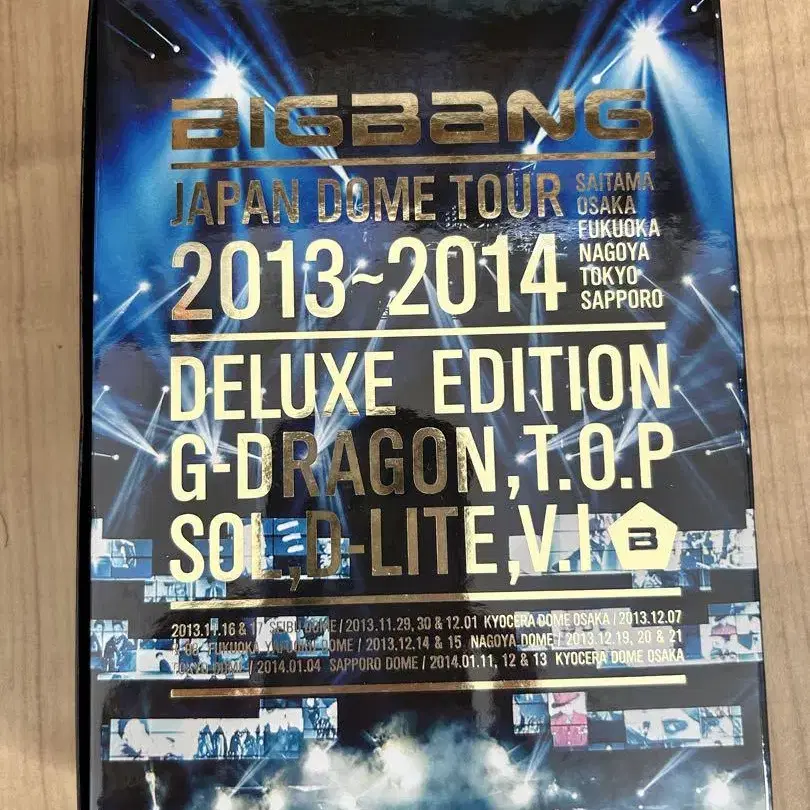 BIGBANG
JAPAN DOME TOUR
SAITAMA
OSAKA
FUKUOKA
NAGOYA
TOKYO
SAPPORO
2013~2014
DELUXE EDITION
G-DRAGON,T.O.P
SOL,D-LITE,V.I B
2013.11.16 & 17 SEIBU DOME / 2013.11.29, 30 & 12.01 KYOCERA DOME OSAKA / 2013.12.07
& 08 FUKUOKA DOME / 2013.12.14 & 15 NAGOYA DOME / 2013.12.19, 20 & 21
TOKYO DOME / 2014.01.04 SAPPORO DOME / 2014.01.11, 12 & 13 KYOCERA DOME OSAKA